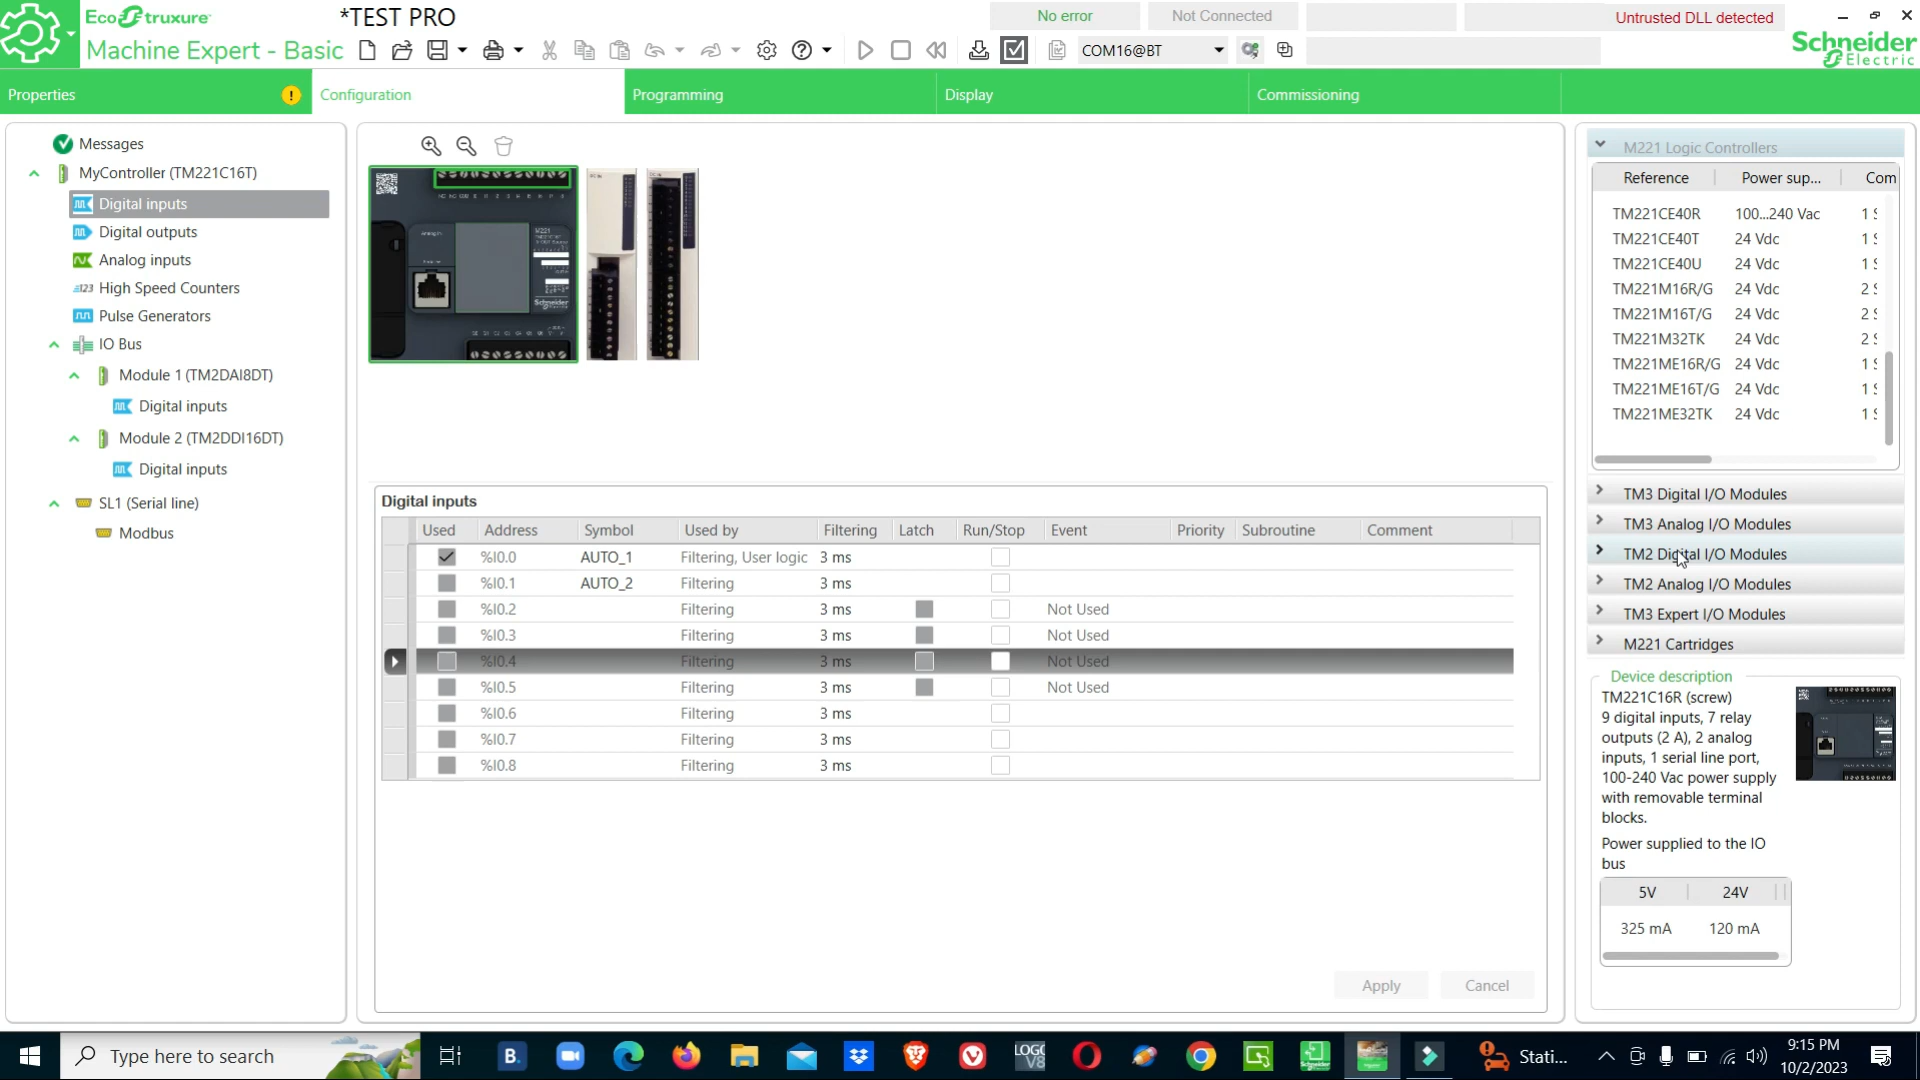 EcoStruxure
Machine Expert - Basic
*TEST PRO
No error
Not Connected
Untrusted DLL detected
COM16@BT
Schneider
Electric
Properties
Configuration
Programming
Display
Commissioning
Messages
MyController (TM221C16T)
Digital inputs
Digital outputs
Analog inputs
High Speed Counters
Pulse Generators
IO Bus
Module 1 (TM2DAI8DT)
Digital inputs
Module 2 (TM2DDI16DT)
Digital inputs
SL1 (Serial line)
Modbus
Digital inputs
Used Address Symbol Used by Filtering Latch Run/Stop Event Priority Subroutine Comment
%I0.0 AUTO_1 Filtering, User logic 3 ms
%I0.1 AUTO_2 Filtering 3 ms
%I0.2 Filtering 3 ms Not Used
%I0.3 Filtering 3 ms Not Used
%I0.4 Filtering 3 ms Not Used
%I0.5 Filtering 3 ms Not Used
%I0.6 Filtering 3 ms
%I0.7 Filtering 3 ms
%I0.8 Filtering 3 ms
Apply Cancel
M221 Logic Controllers
Reference Power sup... Com
TM221CE40R 100...240 Vac 1 S
TM221CE40T 24 Vdc 1 S
TM221CE40U 24 Vdc 1 S
TM221M16R/G 24 Vdc 2 S
TM221M16T/G 24 Vdc 2 S
TM221M32TK 24 Vdc 2 S
TM221ME16R/G 24 Vdc 1 S
TM221ME16T/G 24 Vdc 1 S
TM221ME32TK 24 Vdc 1 S
TM3 Digital I/O Modules
TM3 Analog I/O Modules
TM2 Digital I/O Modules
TM2 Analog I/O Modules
TM3 Expert I/O Modules
M221 Cartridges
Device description
TM221C16R (screw)
9 digital inputs, 7 relay
outputs (2 A), 2 analog
inputs, 1 serial line port,
100-240 Vac power supply
with removable terminal
blocks.
Power supplied to the IO
bus
5V 24V
325 mA 120 mA
Type here to search
Stati...
9:15 PM
10/2/2023